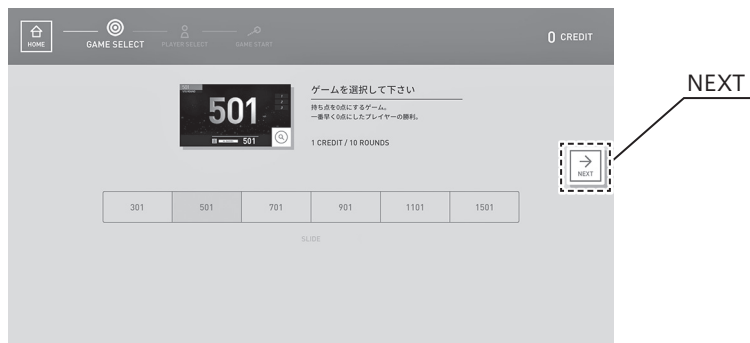 HOME
GAME SELECT
PLAYER SELECT
GAME START
0 CREDIT
501
501
501
ゲームを選択して下さい
持ち点を0点にするゲーム。
一番早く0点にしたプレイヤーの勝利。
1 CREDIT / 10 ROUNDS
NEXT
NEXT
301 501 701 901 1101 1501
SLIDE